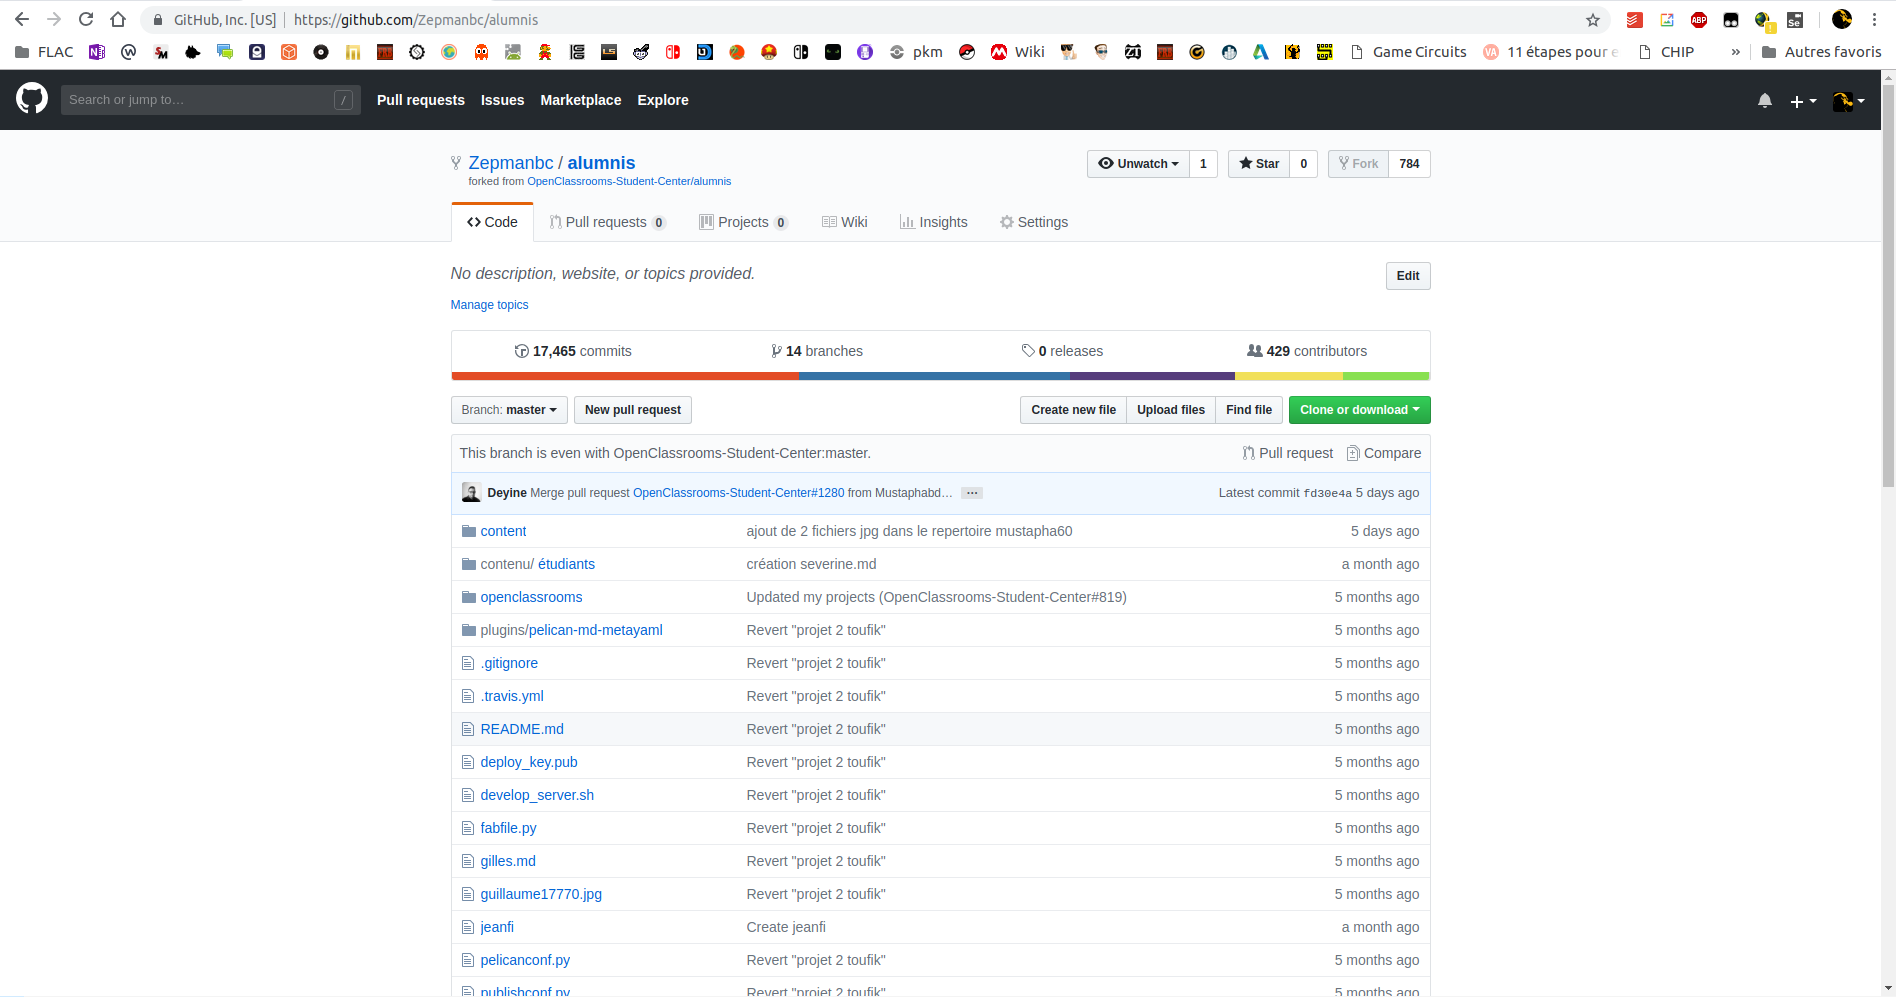 GitHub, Inc. [US] | https://github.com/Zepmanbc/alumnis
FLAC pkm Wiki Game Circuits 11 étapes pour CHIP » Autres favoris
Search or jump to… / Pull requests Issues Marketplace Explore
Zepmanbc / alumnis Unwatch 1 Star 0 Fork 784
forked from OpenClassrooms-Student-Center/alumnis
Code Pull requests 0 Projects 0 Wiki Insights Settings
No description, website, or topics provided. Edit
Manage topics
17,465 commits 14 branches 0 releases 429 contributors
Branch: master New pull request Create new file Upload files Find file Clone or download
This branch is even with OpenClassrooms-Student-Center:master. Pull request Compare
Deyine Merge pull request OpenClassrooms-Student-Center#1280 from Mustaphabd… … Latest commit fd30e4a 5 days ago
content ajout de 2 fichiers jpg dans le repertoire mustapha60 5 days ago
contenu/ étudiants création severine.md a month ago
openclassrooms Updated my projects (OpenClassrooms-Student-Center#819) 5 months ago
plugins/pelican-md-metayaml Revert "projet 2 toufik" 5 months ago
.gitignore Revert "projet 2 toufik" 5 months ago
.travis.yml Revert "projet 2 toufik" 5 months ago
README.md Revert "projet 2 toufik" 5 months ago
deploy_key.pub Revert "projet 2 toufik" 5 months ago
develop_server.sh Revert "projet 2 toufik" 5 months ago
fabfile.py Revert "projet 2 toufik" 5 months ago
gilles.md Revert "projet 2 toufik" 5 months ago
guillaume17770.jpg Revert "projet 2 toufik" 5 months ago
jeanfi Create jeanfi a month ago
pelicanconf.py Revert "projet 2 toufik" 5 months ago
publishconf.py Revert "projet 2 toufik" 5 months ago